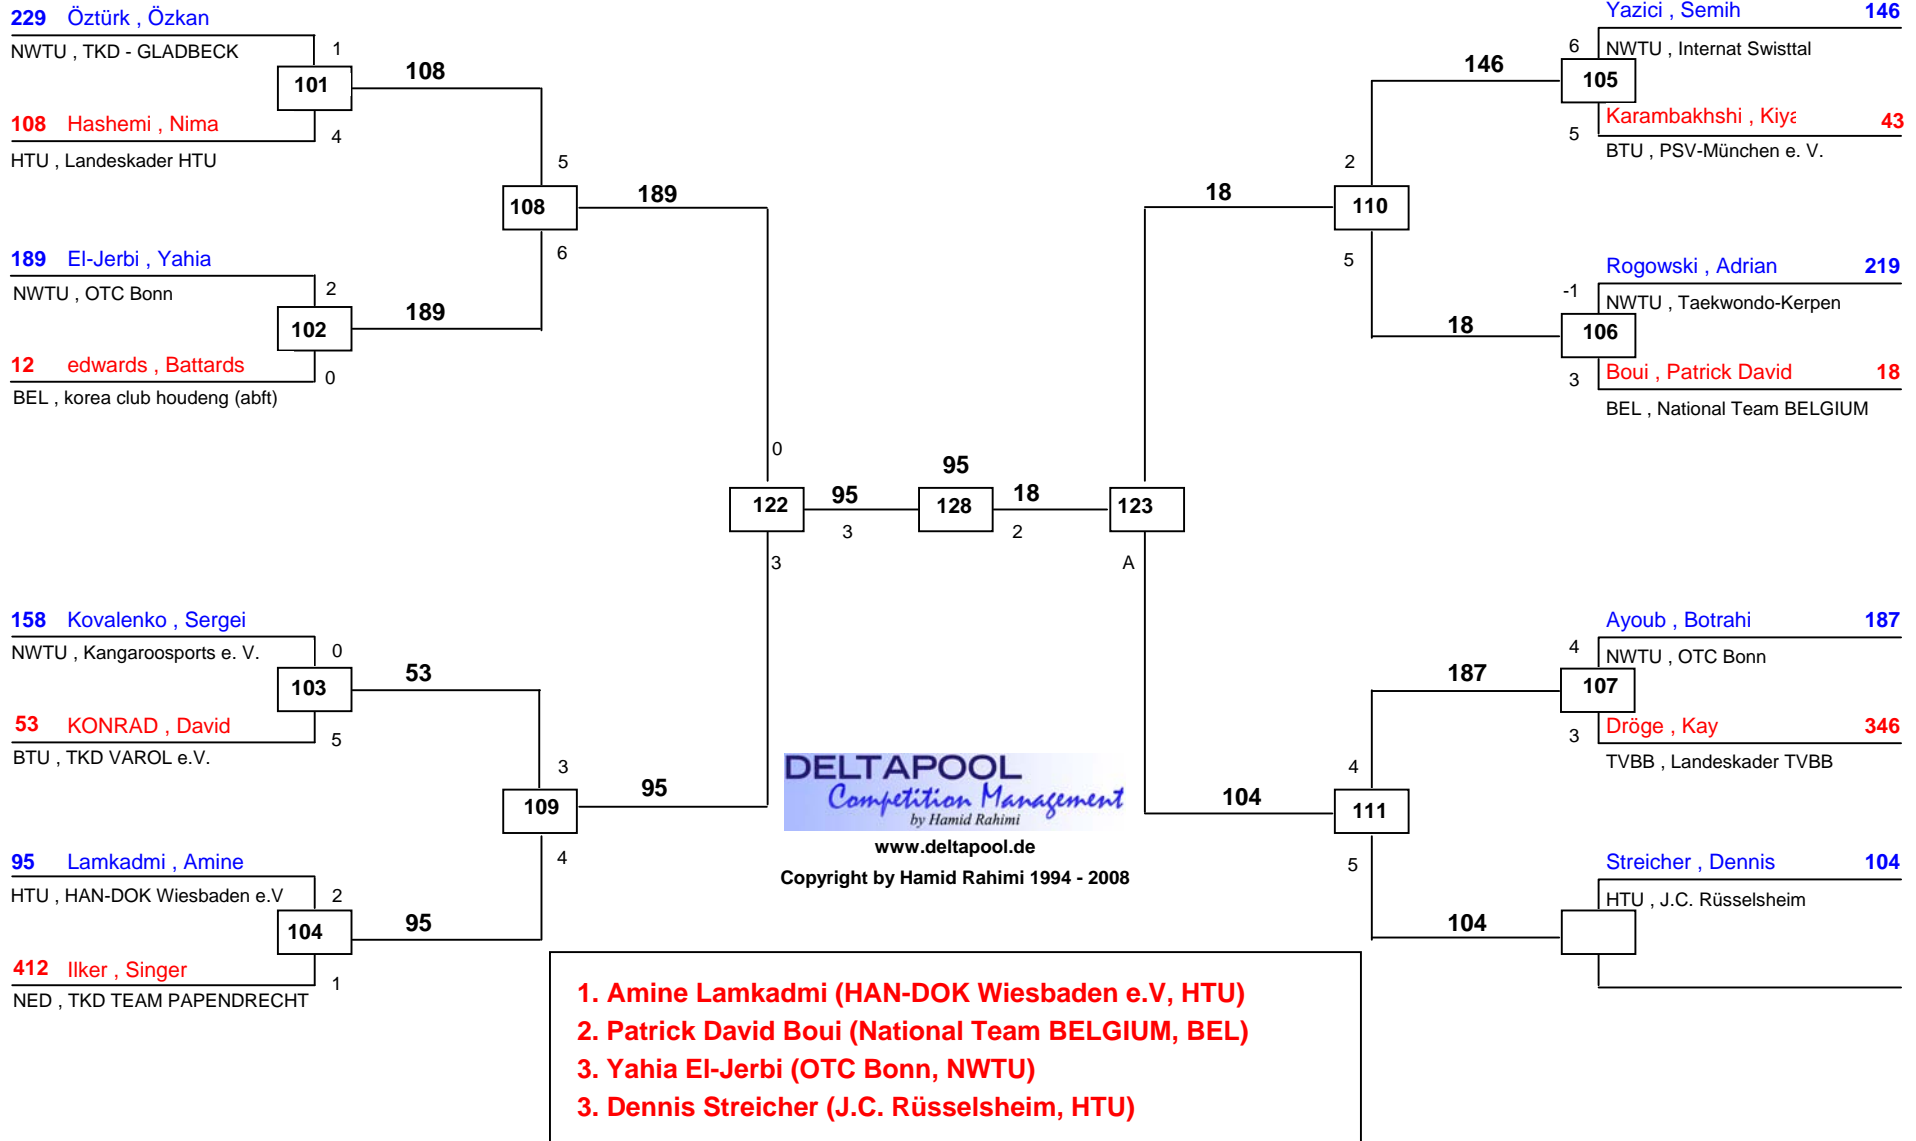 229 Öztürk , Özkan
NWTU , TKD - GLADBECK
1
101
108
108 Hashemi , Nima
4
HTU , Landeskader HTU
5
108
189
6
189 El-Jerbi , Yahia
NWTU , OTC Bonn
2
102
189
12 edwards , Battards
0
BEL , korea club houdeng (abft)
0
122
95
3
3
95
128
18
2
123
A
158 Kovalenko , Sergei
NWTU , Kangaroosports e. V.
0
103
53
53 KONRAD , David
5
BTU , TKD VAROL e.V.
3
109
95
4
95 Lamkadmi , Amine
HTU , HAN-DOK Wiesbaden e.V
2
104
95
412 Ilker , Singer
1
NED , TKD TEAM PAPENDRECHT
Yazici , Semih 146
6
NWTU , Internat Swisttal
146
105
Karambakhshi , Kiya 43
5
BTU , PSV-München e. V.
2
18
110
5
Rogowski , Adrian 219
-1
NWTU , Taekwondo-Kerpen
18
106
3
Boui , Patrick David 18
BEL , National Team BELGIUM
Ayoub , Botrahi 187
4
NWTU , OTC Bonn
187
107
Dröge , Kay 346
3
TVBB , Landeskader TVBB
4
104
111
5
Streicher , Dennis 104
HTU , J.C. Rüsselsheim
104
DELTAPOOL
Competition Management
by Hamid Rahimi
www.deltapool.de
Copyright by Hamid Rahimi 1994 - 2008
1. Amine Lamkadmi (HAN-DOK Wiesbaden e.V, HTU)
2. Patrick David Boui (National Team BELGIUM, BEL)
3. Yahia El-Jerbi (OTC Bonn, NWTU)
3. Dennis Streicher (J.C. Rüsselsheim, HTU)